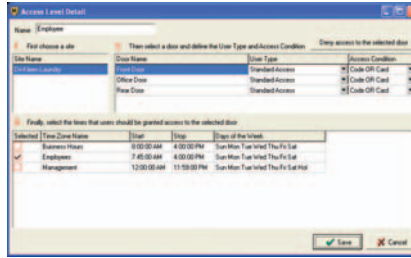 Access Level Detail
Name Employee
First choose a site
Then select a door and define the User Type and Access Condition
Deny access to the selected door
Site Name
Door Name User Type Access Condition
Laundry
Front Door Standard Access Code OR Card
Office Door Standard Access Code OR Card
Rear Door Standard Access Code OR Card
Finally, select the times that users should be granted access to the selected door
Selected Time Zone Name Start Stop Days of the Week
Business Hours 8:00:00 AM 4:00:00 PM Sun Mon Tue Wed Thu Fri Sat
Employees 7:45:00 AM 4:00:00 PM Sun Mon Tue Wed Thu Fri Sat
Management 12:00:00 AM 11:59:00 PM Sun Mon Tue Wed Thu Fri Sat Hol
Save Cancel